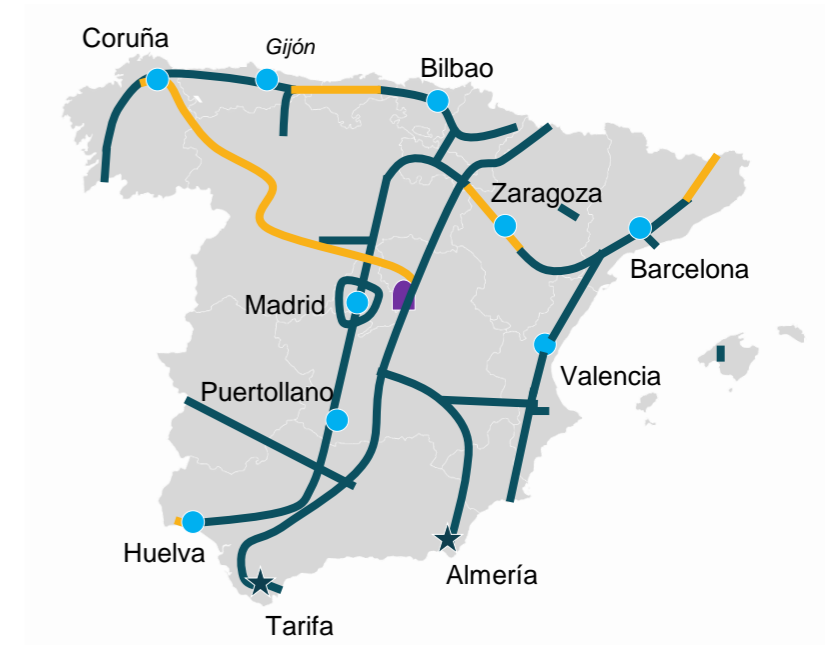 Coruña
Gijón
Bilbao
Zaragoza
Barcelona
Madrid
Valencia
Puertollano
Huelva
Almería
Tarifa